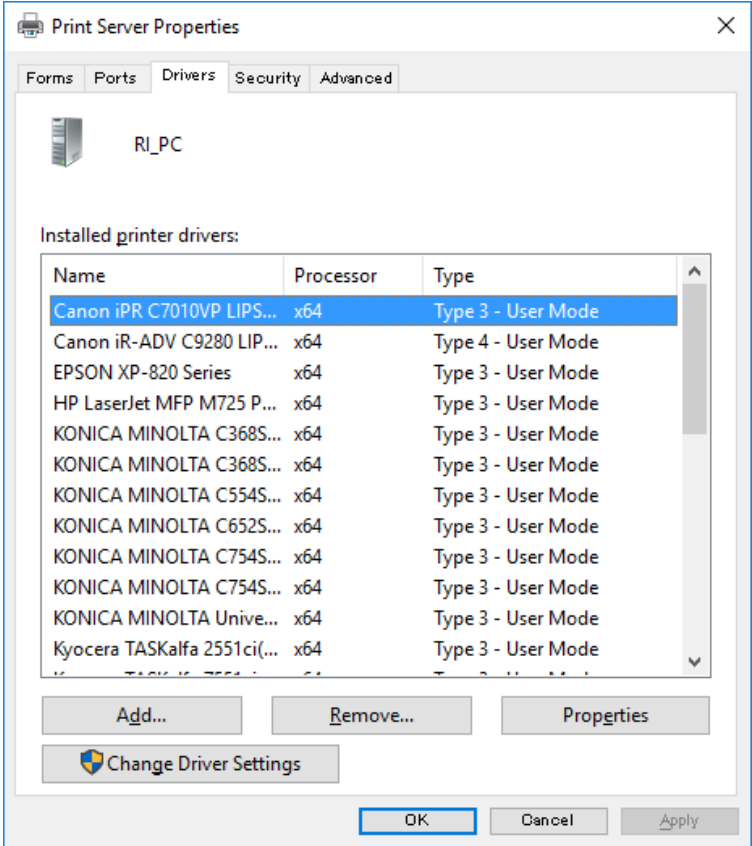 Print Server Properties
Forms Ports Drivers Security Advanced
RI_PC
Installed printer drivers:
Name Processor Type
Canon iPR C7010VP LIPS... x64 Type 3 - User Mode
Canon iR-ADV C9280 LIP... x64 Type 4 - User Mode
EPSON XP-820 Series x64 Type 3 - User Mode
HP LaserJet MFP M725 P... x64 Type 3 - User Mode
KONICA MINOLTA C368S... x64 Type 3 - User Mode
KONICA MINOLTA C368S... x64 Type 3 - User Mode
KONICA MINOLTA C554S... x64 Type 3 - User Mode
KONICA MINOLTA C652S... x64 Type 3 - User Mode
KONICA MINOLTA C754S... x64 Type 3 - User Mode
KONICA MINOLTA C754S... x64 Type 3 - User Mode
KONICA MINOLTA Unive... x64 Type 3 - User Mode
Kyocera TASKalfa 2551ci(... x64 Type 3 - User Mode
Add... Remove... Properties
Change Driver Settings
OK Cancel Apply